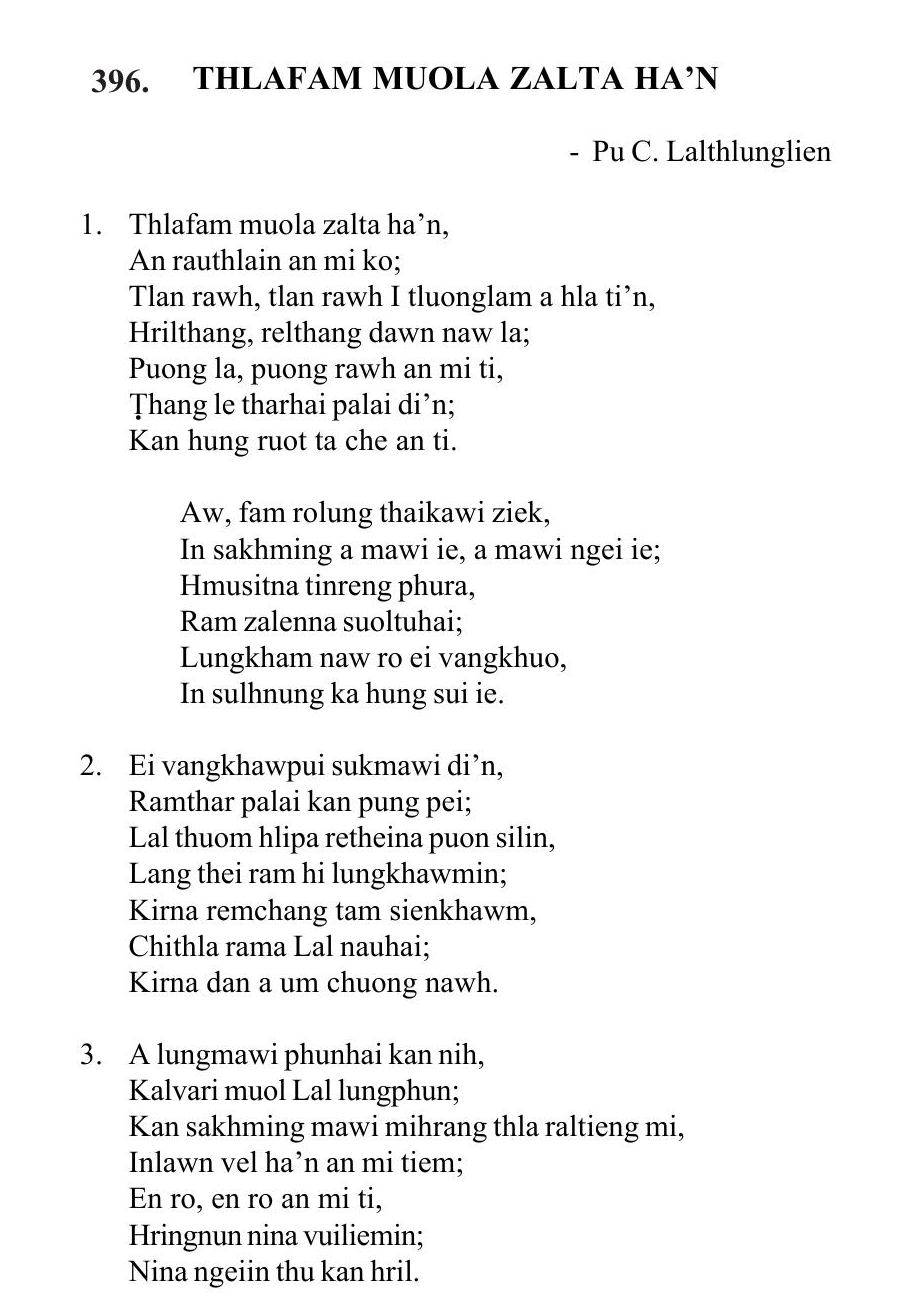 396. THLAFAM MUOLA ZALTA HA’N
- Pu C. Lalthlunglien
1. Thlafam muola zalta ha’n,
An rauthlain an mi ko;
Tlan rawh, tlan rawh I tluonglam a hla ti’n,
Hrilthang, relthang dawn naw la;
Puong la, puong rawh an mi ti,
Ṭhang le tharhai palai di’n;
Kan hung ruot ta che an ti.
Aw, fam rolung thaikawi ziek,
In sakhming a mawi ie, a mawi ngei ie;
Hmusitna tinreng phura,
Ram zalenna suoltuhai;
Lungkham naw ro ei vangkhuo,
In sulhnung ka hung sui ie.
2. Ei vangkhawpui sukmawi di’n,
Ramthar palai kan pung pei;
Lal thuom hlipa retheina puon silin,
Lang thei ram hi lungkhawmin;
Kirna remchang tam sienkhawm,
Chithla rama Lal nauhai;
Kirna dan a um chuong nawh.
3. A lungmawi phunhai kan nih,
Kalvari muol Lal lungphun;
Kan sakhming mawi mihrang thla raltieng mi,
Inlawn vel ha’n an mi tiem;
En ro, en ro an mi ti,
Hringnun nina vuiliemin;
Nina ngeiin thu kan hril.